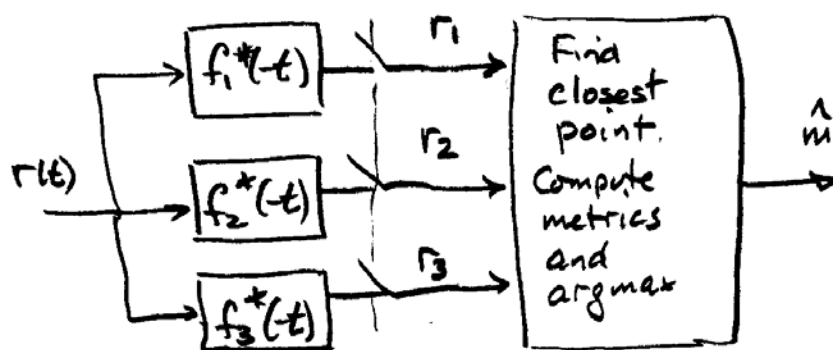 r(t)
f₁*(-t)
r₁
f₂*(-t)
r₂
f₃*(-t)
r₃
Find
closest
point.
Compute
metrics
and
argmax
m̂